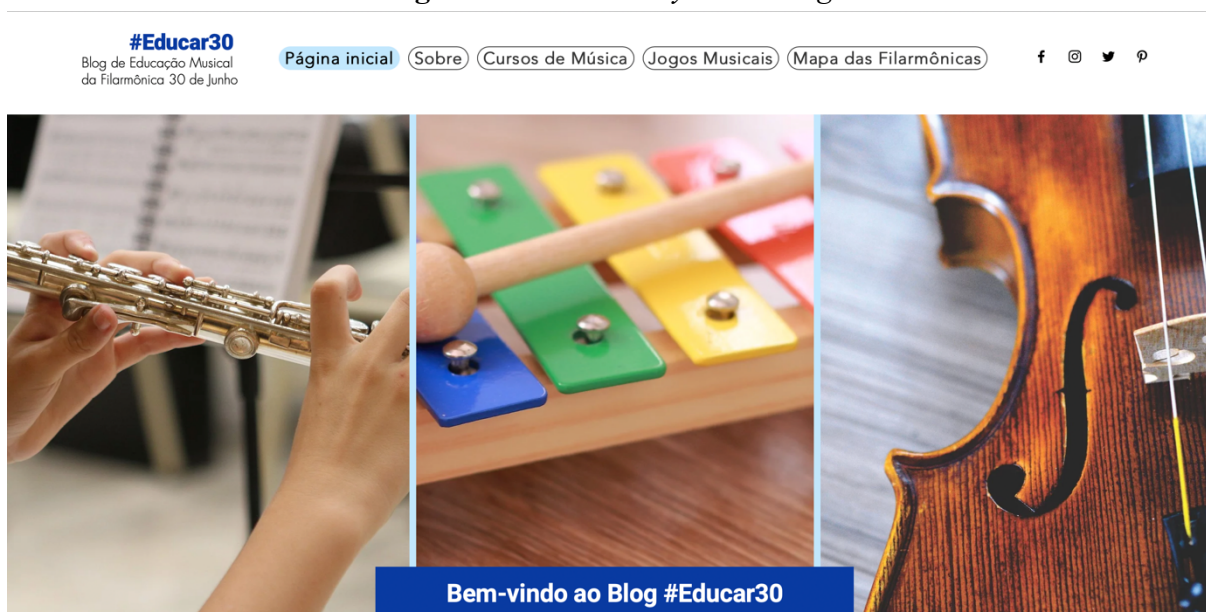 #Educar30
Blog de Educação Musical
da Filarmônica 30 de Junho
Página inicial Sobre Cursos de Música Jogos Musicais Mapa das Filarmônicas
Bem-vindo ao Blog #Educar30